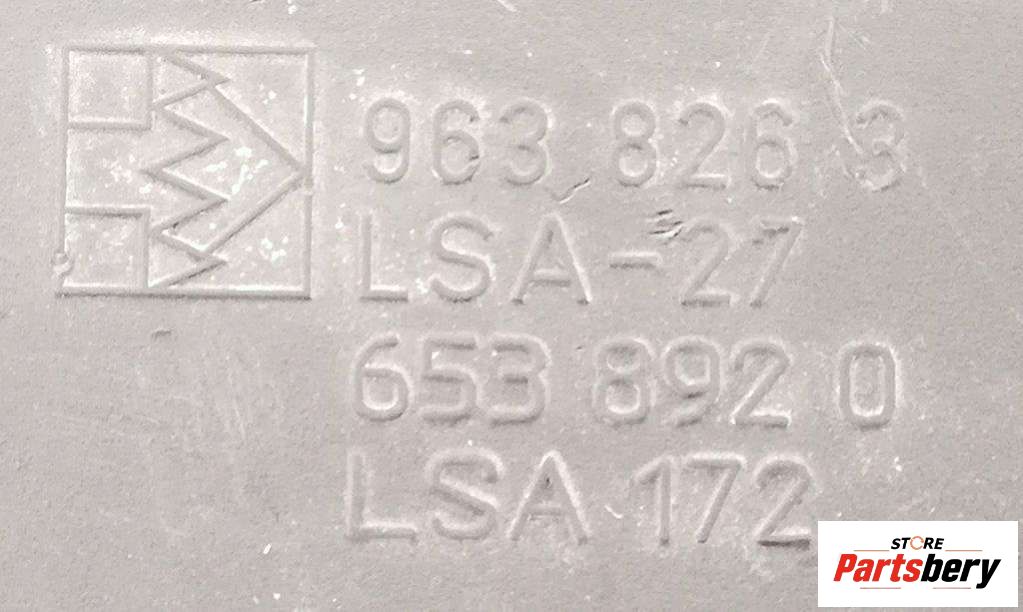 963 826 3
LSA-27
653 892 0
LSA 172
STORE
Partsbery